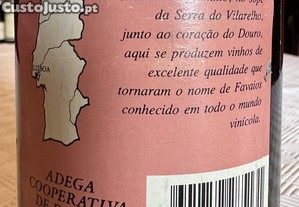 CustoJusto.pt
da Serra do Vilarelho,
junto ao coração do Douro,
aqui se produzem vinhos de
excelente qualidade que
tornaram o nome de Favaios
conhecido em todo o mundo
vinícola.
LISBOA
ADEGA
COOPERATIVA